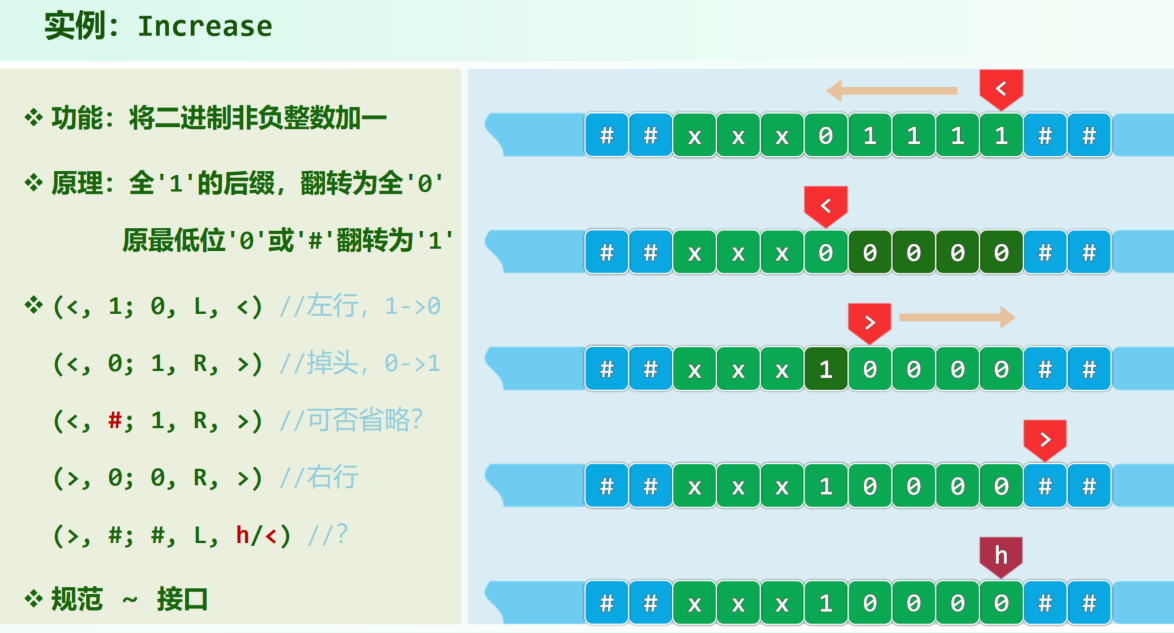 实例：Increase
❖ 功能：将二进制非负整数加一
❖ 原理：全'1'的后缀，翻转为全'0'
原最低位'0'或'#'翻转为'1'
❖ (<, 1; 0, L, <) //左行，1->0
(<, 0; 1, R, >) //掉头，0->1
(<, #; 1, R, >) //可否省略？
(>, 0; 0, R, >) //右行
(>, #; #, L, h/<) //?
❖ 规范 ~ 接口
<
# # x x x 0 1 1 1 1 # #
<
# # x x x 0 0 0 0 0 # #
>
# # x x x 1 0 0 0 0 # #
>
# # x x x 1 0 0 0 0 # #
h
# # x x x 1 0 0 0 0 # #